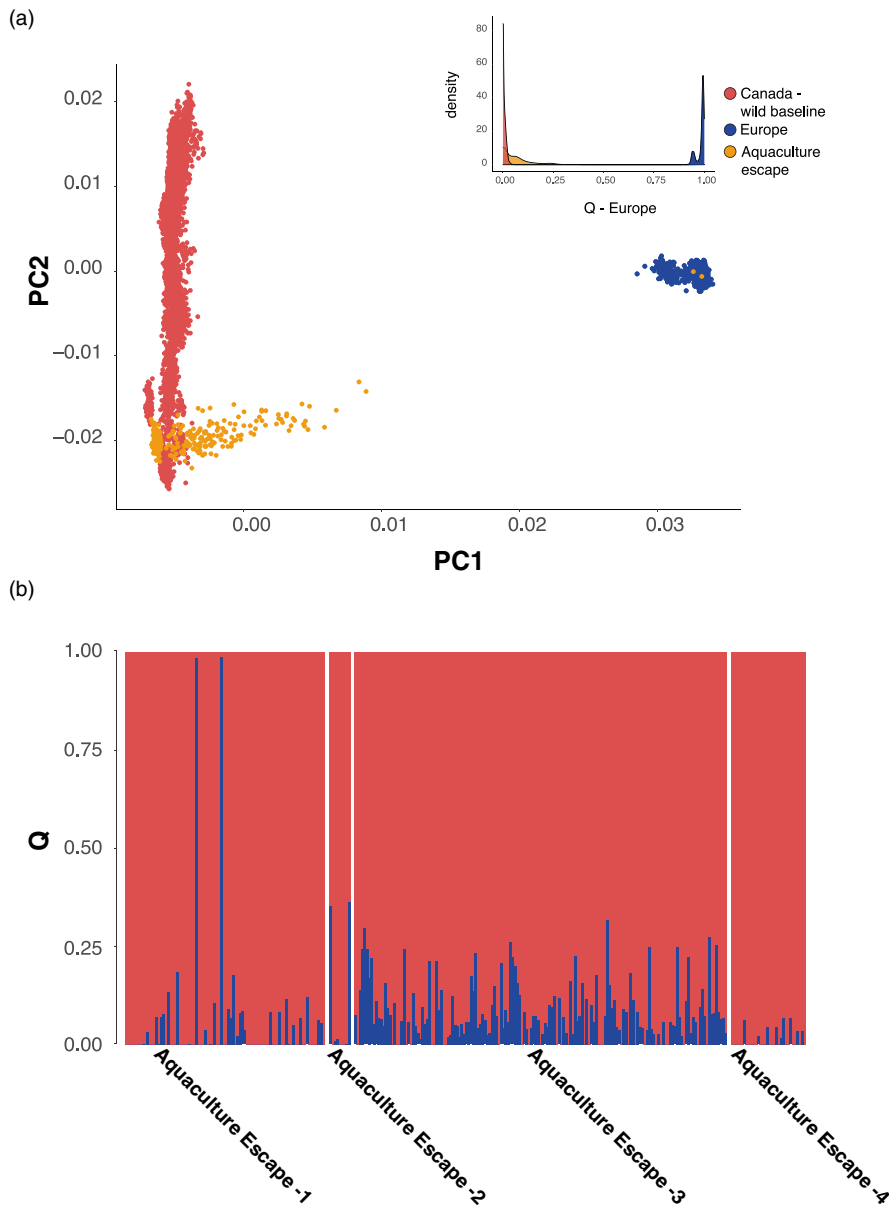 (a)
0.02
0.01
0.00
−0.01
−0.02
PC2
0.00
0.01
0.02
0.03
PC1
80
60
40
20
0
density
0.00
0.25
0.50
0.75
1.00
Q - Europe
Canada -
wild baseline
Europe
Aquaculture
escape
(b)
1.00
0.75
0.50
0.25
0.00
Q
Aquaculture Escape -1
Aquaculture Escape -2
Aquaculture Escape -3
Aquaculture Escape -4